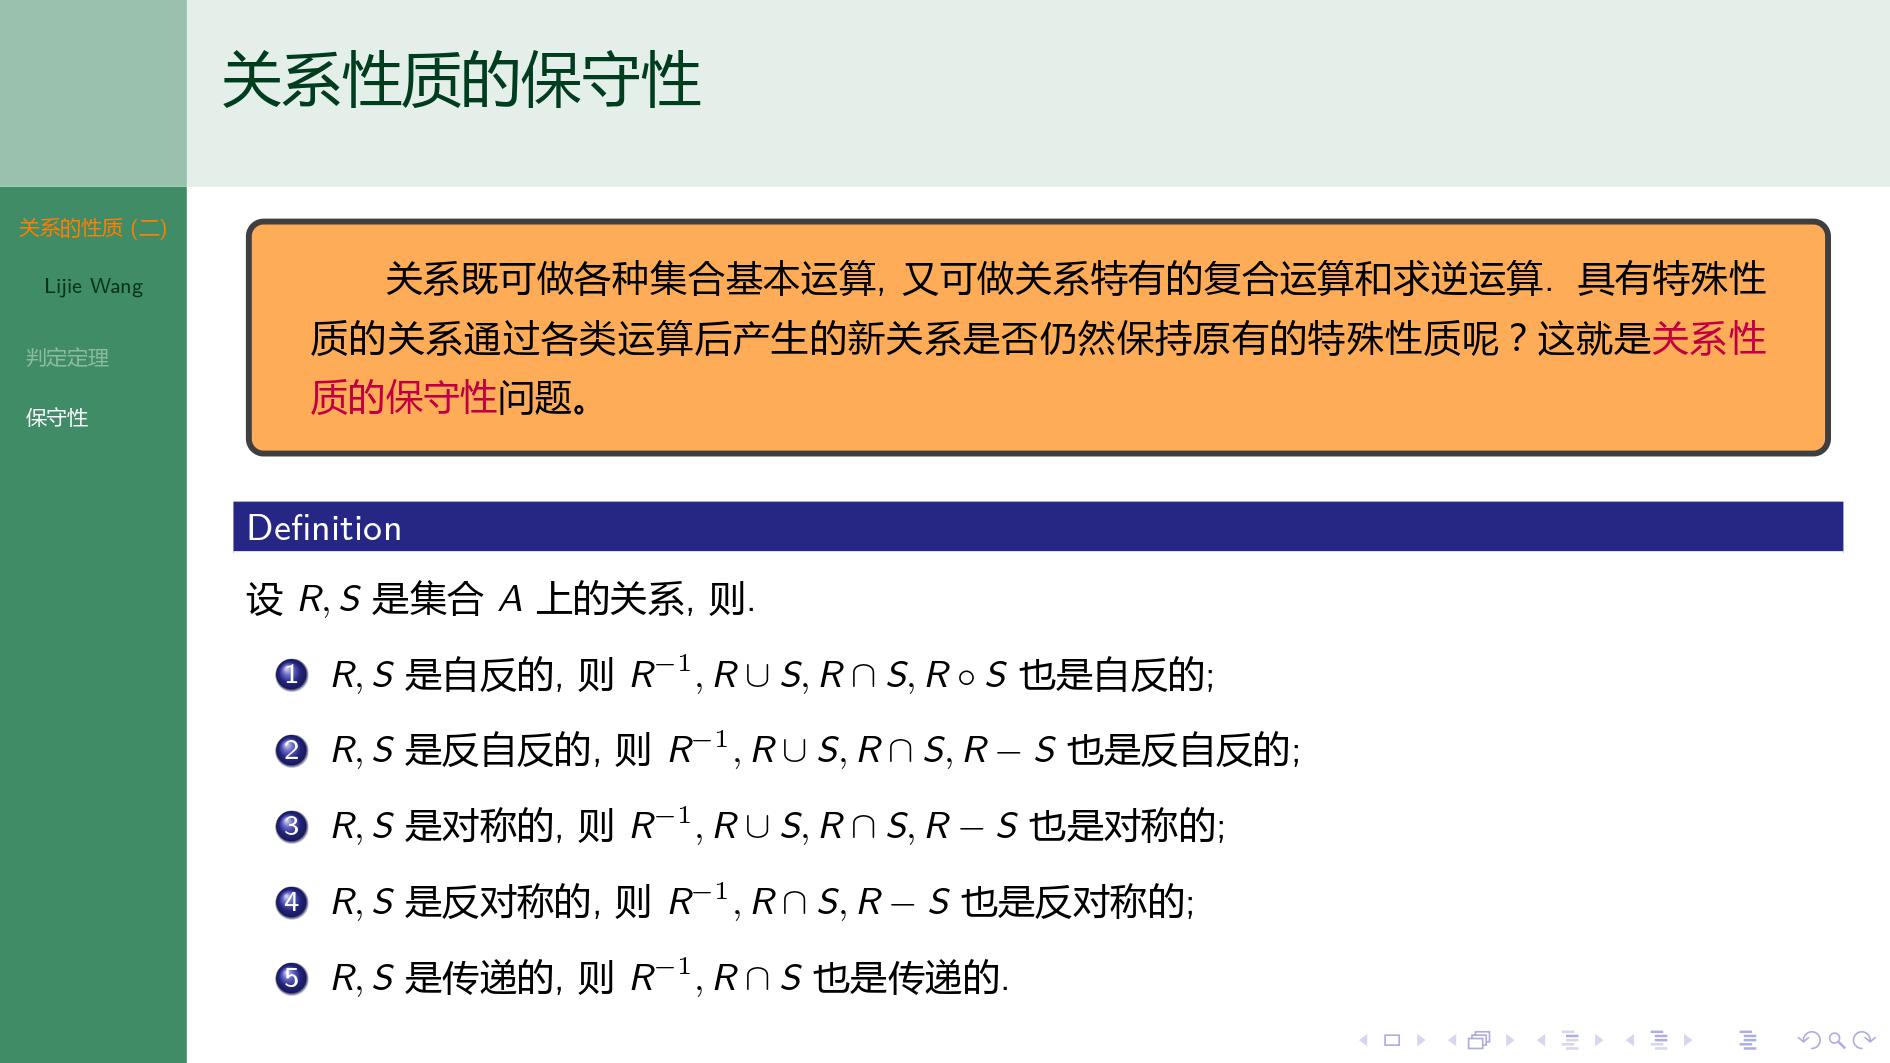 关系性质的保守性
关系的性质 (二)
Lijie Wang
判定定理
保守性
关系既可做各种集合基本运算, 又可做关系特有的复合运算和求逆运算. 具有特殊性
质的关系通过各类运算后产生的新关系是否仍然保持原有的特殊性质呢？这就是关系性
质的保守性问题。
Definition
设 R, S 是集合 A 上的关系, 则.
1 R, S 是自反的, 则 R⁻¹, R ∪ S, R ∩ S, R ∘ S 也是自反的;
2 R, S 是反自反的, 则 R⁻¹, R ∪ S, R ∩ S, R − S 也是反自反的;
3 R, S 是对称的, 则 R⁻¹, R ∪ S, R ∩ S, R − S 也是对称的;
4 R, S 是反对称的, 则 R⁻¹, R ∩ S, R − S 也是反对称的;
5 R, S 是传递的, 则 R⁻¹, R ∩ S 也是传递的.